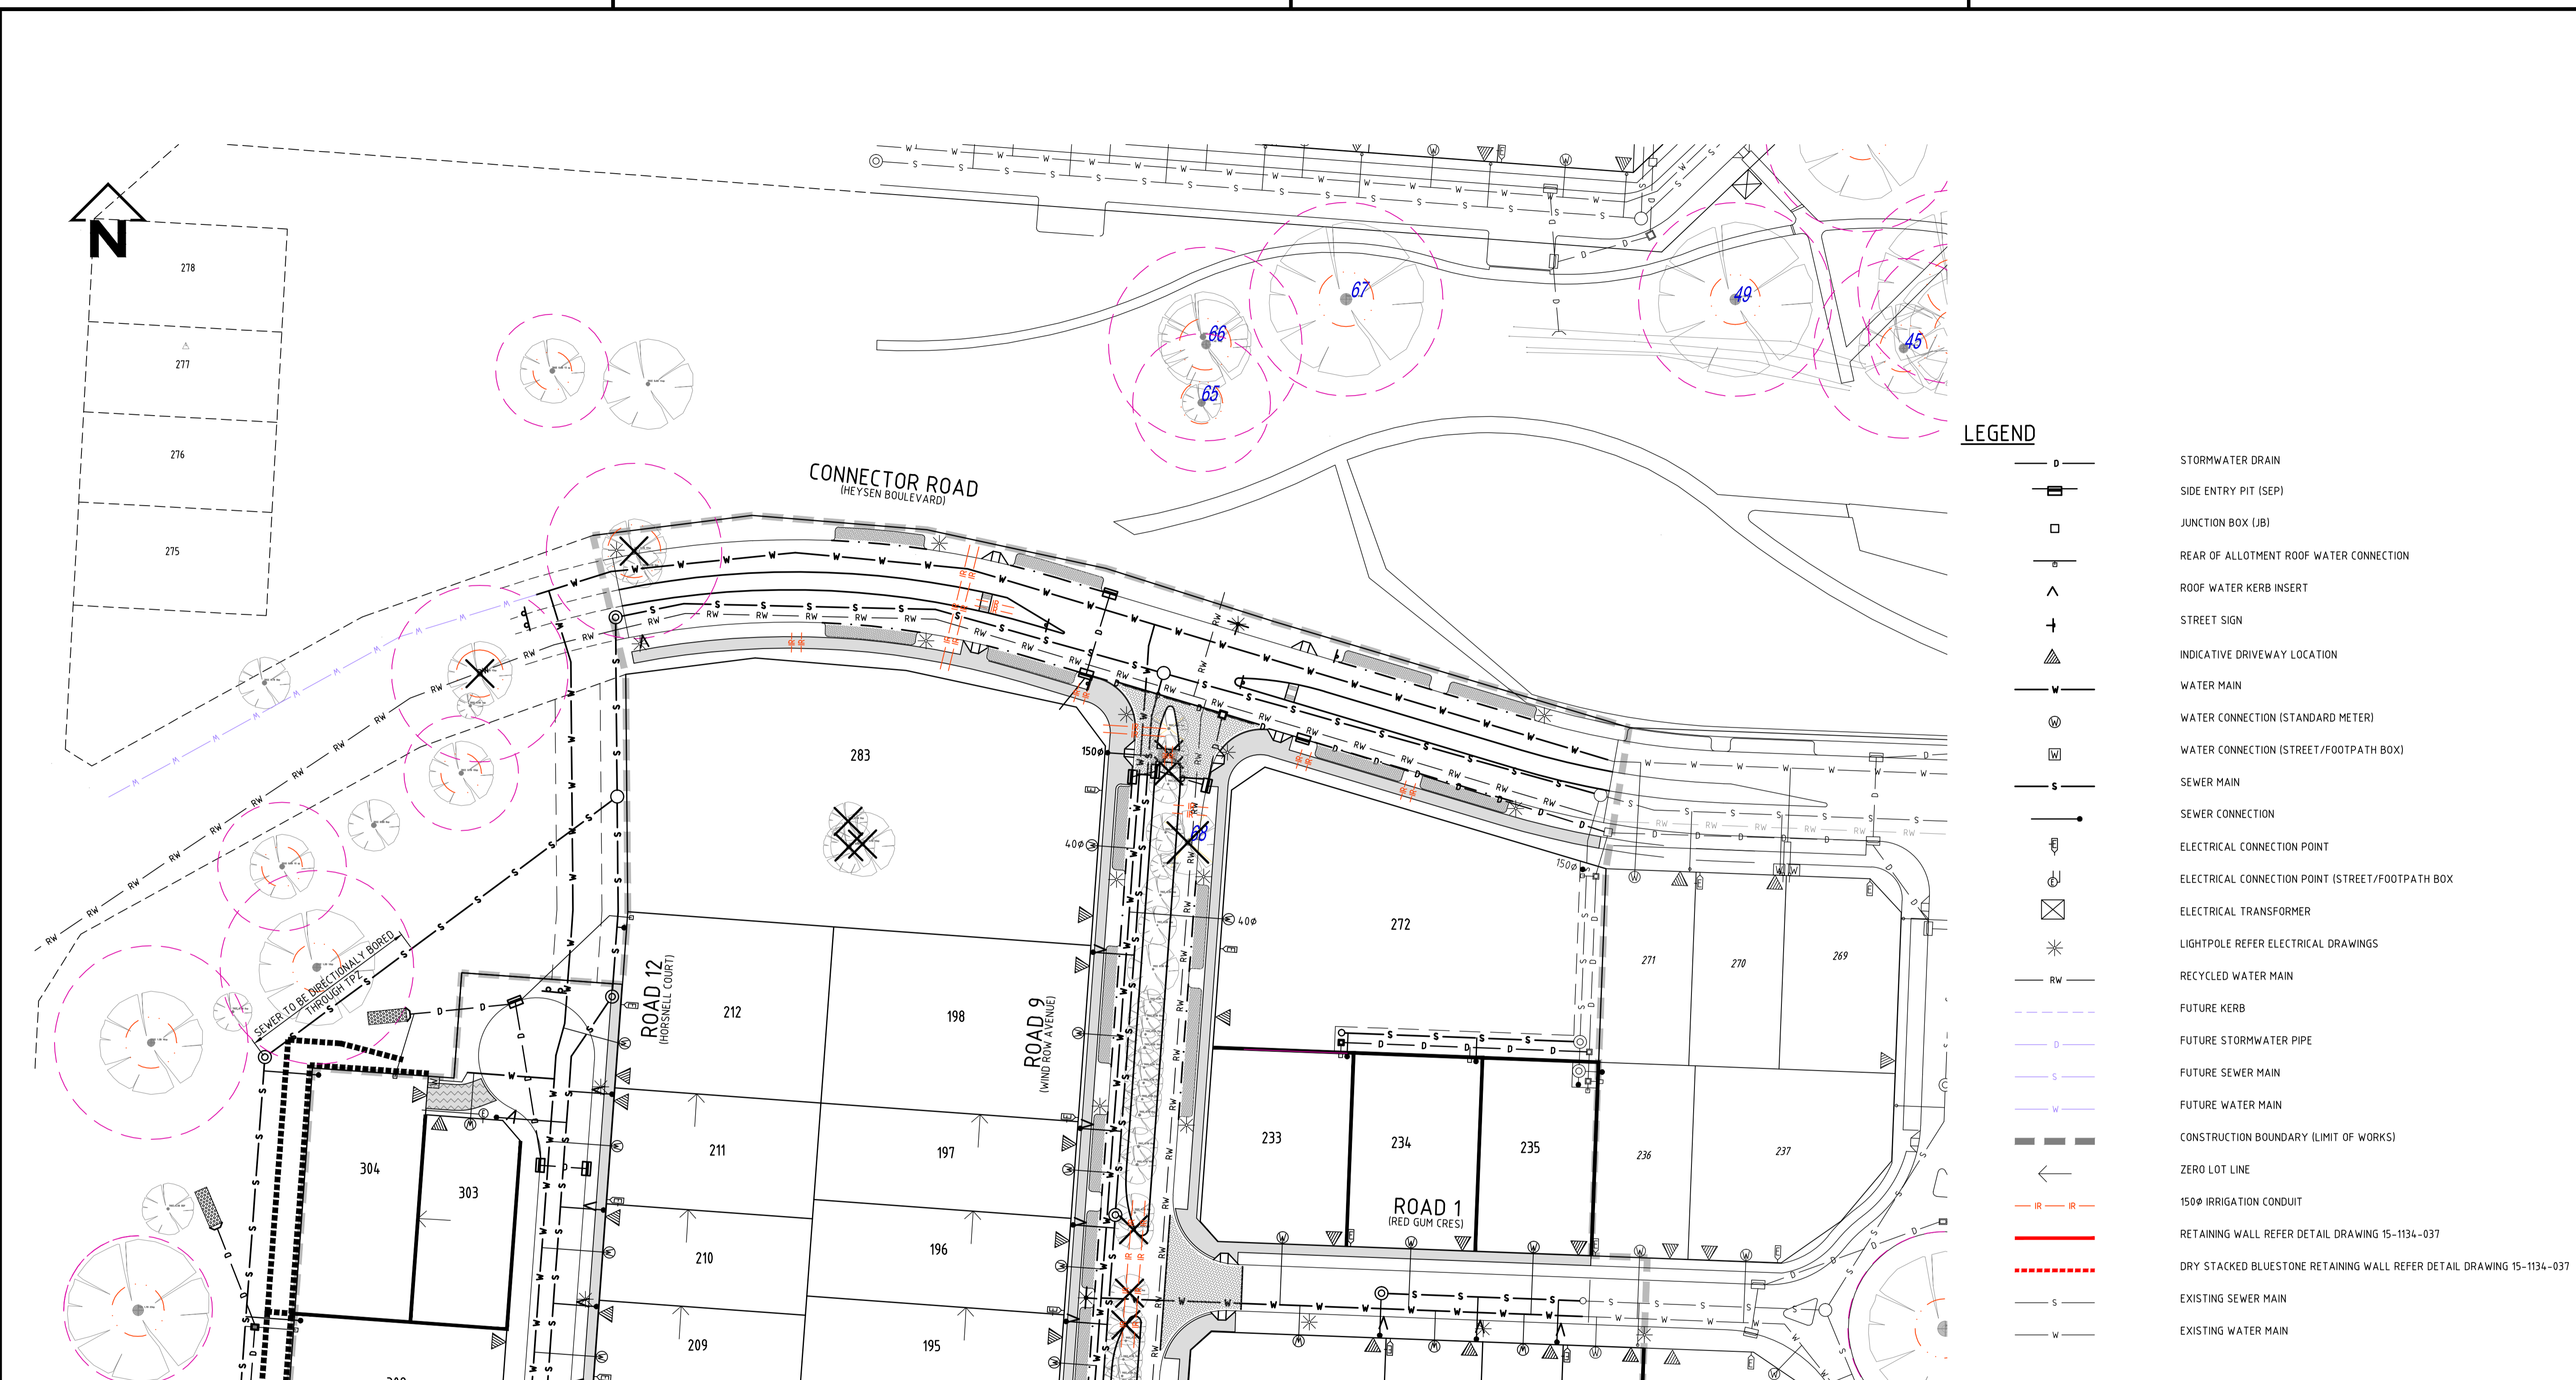 N
278
277
276
275
67
66
65
49
45
CONNECTOR ROAD
(HEYSEN BOULEVARD)
283
150Ø
40Ø
68
40Ø
150Ø
272
271
270
269
SEWER TO BE DIRECTIONALY BORED
THROUGH TPZ
ROAD 12
(HORSNELL COURT)
212
198
ROAD 9
(WIND ROW AVENUE)
211
197
304
303
210
196
209
195
233
234
235
236
237
ROAD 1
(RED GUM CRES)
LEGEND
D STORMWATER DRAIN
SIDE ENTRY PIT (SEP)
JUNCTION BOX (JB)
REAR OF ALLOTMENT ROOF WATER CONNECTION
ROOF WATER KERB INSERT
STREET SIGN
INDICATIVE DRIVEWAY LOCATION
W WATER MAIN
W WATER CONNECTION (STANDARD METER)
W WATER CONNECTION (STREET/FOOTPATH BOX)
S SEWER MAIN
SEWER CONNECTION
E ELECTRICAL CONNECTION POINT
E ELECTRICAL CONNECTION POINT (STREET/FOOTPATH BOX
ELECTRICAL TRANSFORMER
LIGHTPOLE REFER ELECTRICAL DRAWINGS
RW RECYCLED WATER MAIN
FUTURE KERB
D FUTURE STORMWATER PIPE
S FUTURE SEWER MAIN
W FUTURE WATER MAIN
CONSTRUCTION BOUNDARY (LIMIT OF WORKS)
ZERO LOT LINE
IR IR 150Ø IRRIGATION CONDUIT
RETAINING WALL REFER DETAIL DRAWING 15-1134-037
DRY STACKED BLUESTONE RETAINING WALL REFER DETAIL DRAWING 15-1134-037
S EXISTING SEWER MAIN
W EXISTING WATER MAIN